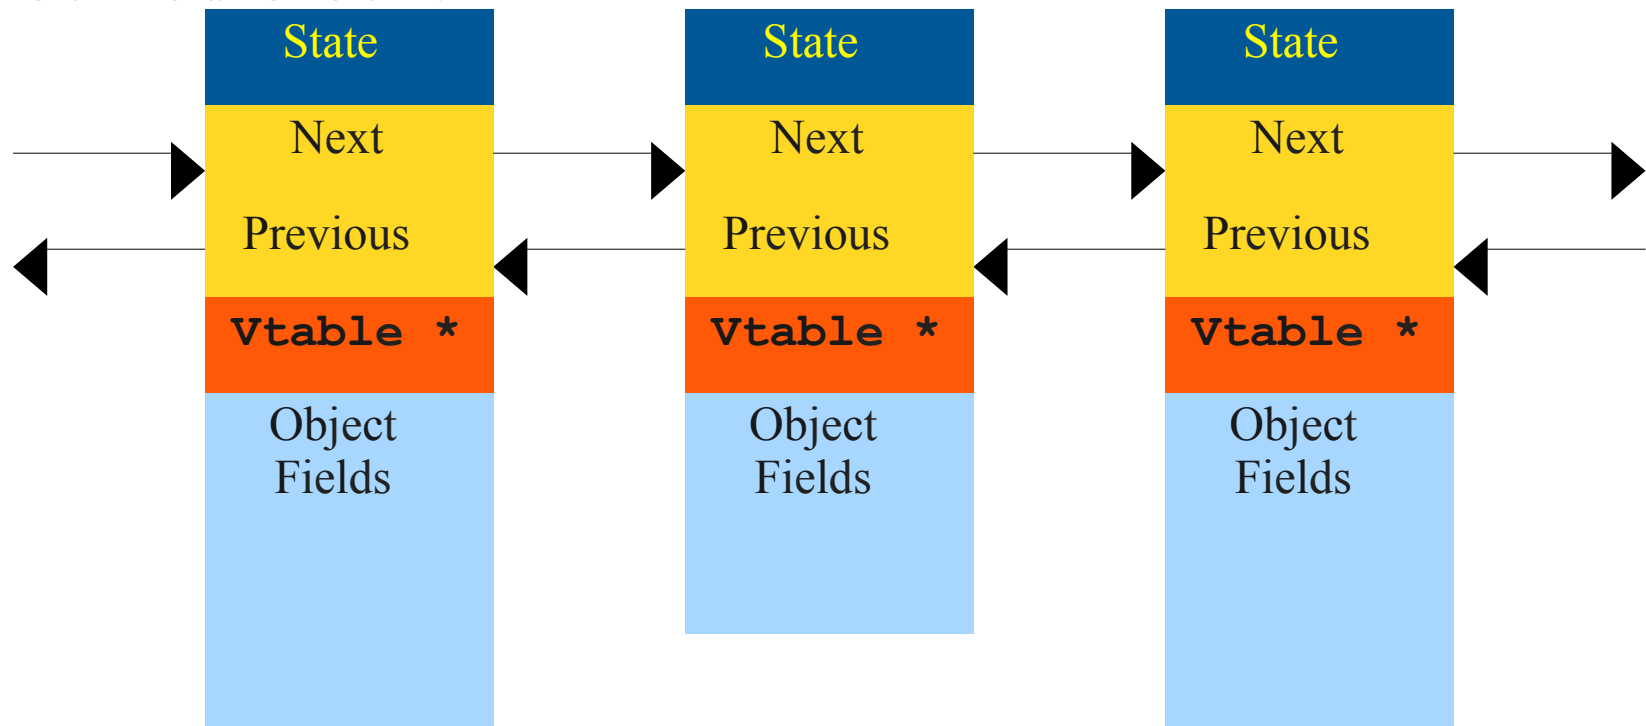 State
State
State
Next
Next
Next
Previous
Previous
Previous
Vtable *
Vtable *
Vtable *
Object
Fields
Object
Fields
Object
Fields